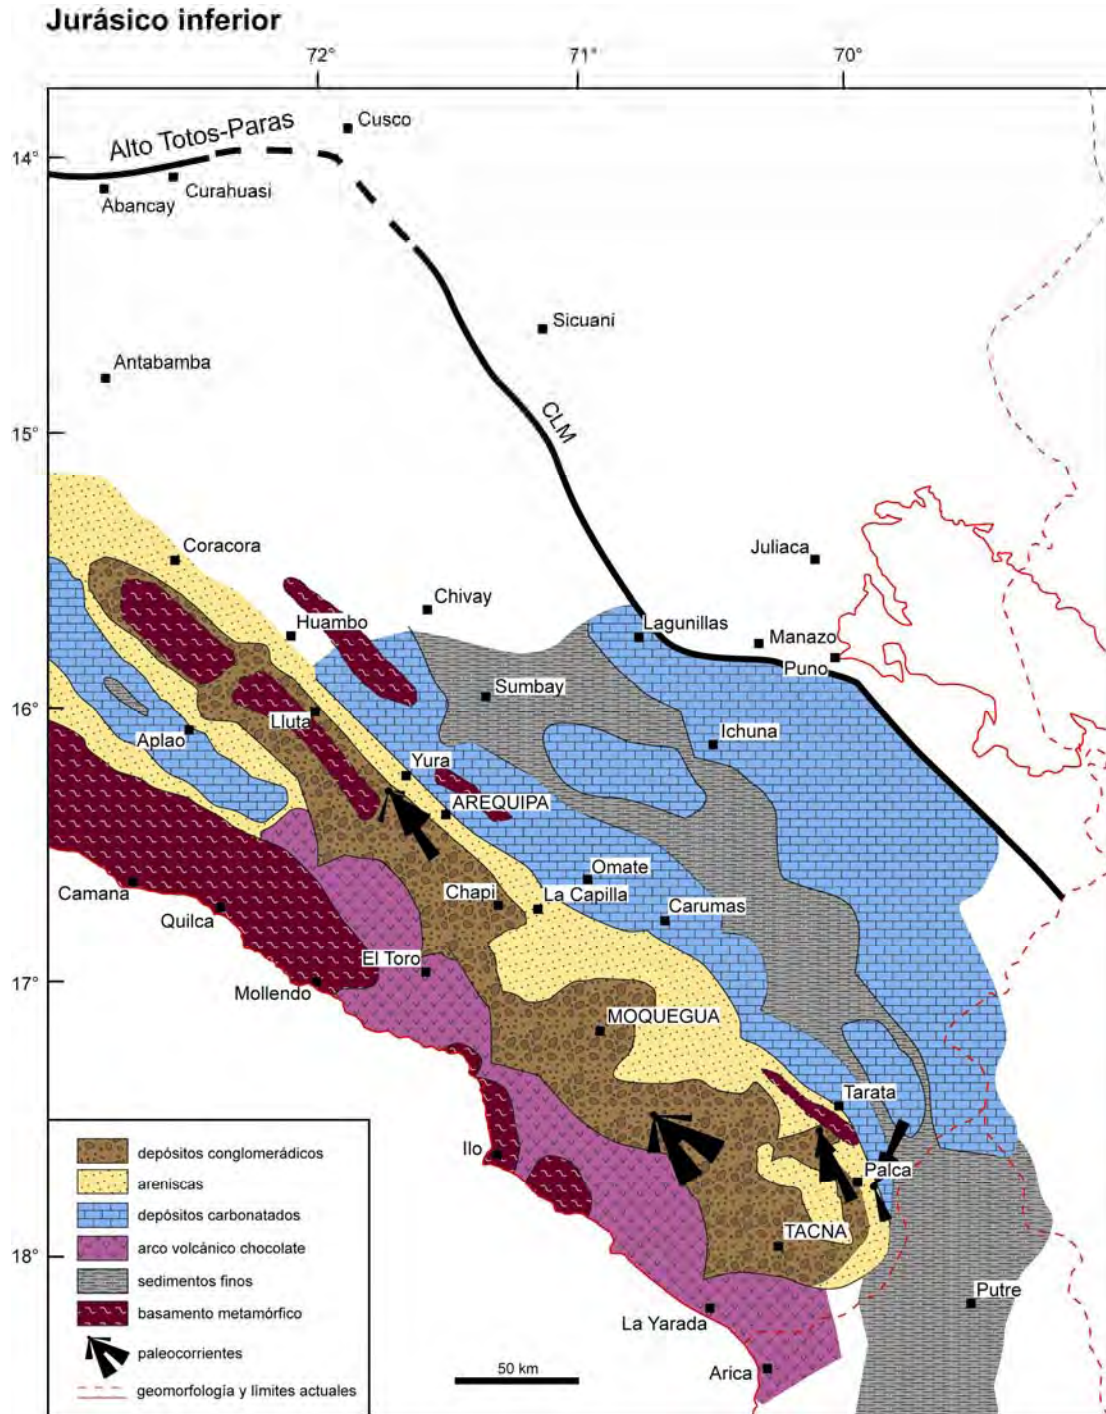 Jurásico inferior
72°
71°
70°
14°
15°
16°
17°
18°
Alto Totos-Paras
Cusco
Abancay
Curahuasi
Sicuani
Antabamba
CLM
Coracora
Juliaca
Huambo
Chivay
Lagunillas
Manazo
Puno
Sumbay
Lluta
Aplao
Ichuna
Yura
AREQUIPA
Omate
Camana
Chapi
La Capilla
Carumas
Quilca
El Toro
Mollendo
MOQUEGUA
Tarata
Ilo
Palca
TACNA
Putre
La Yarada
Arica
50 km
depósitos conglomerádicos
areniscas
depósitos carbonatados
arco volcánico chocolate
sedimentos finos
basamento metamórfico
paleocorrientes
geomorfología y límites actuales